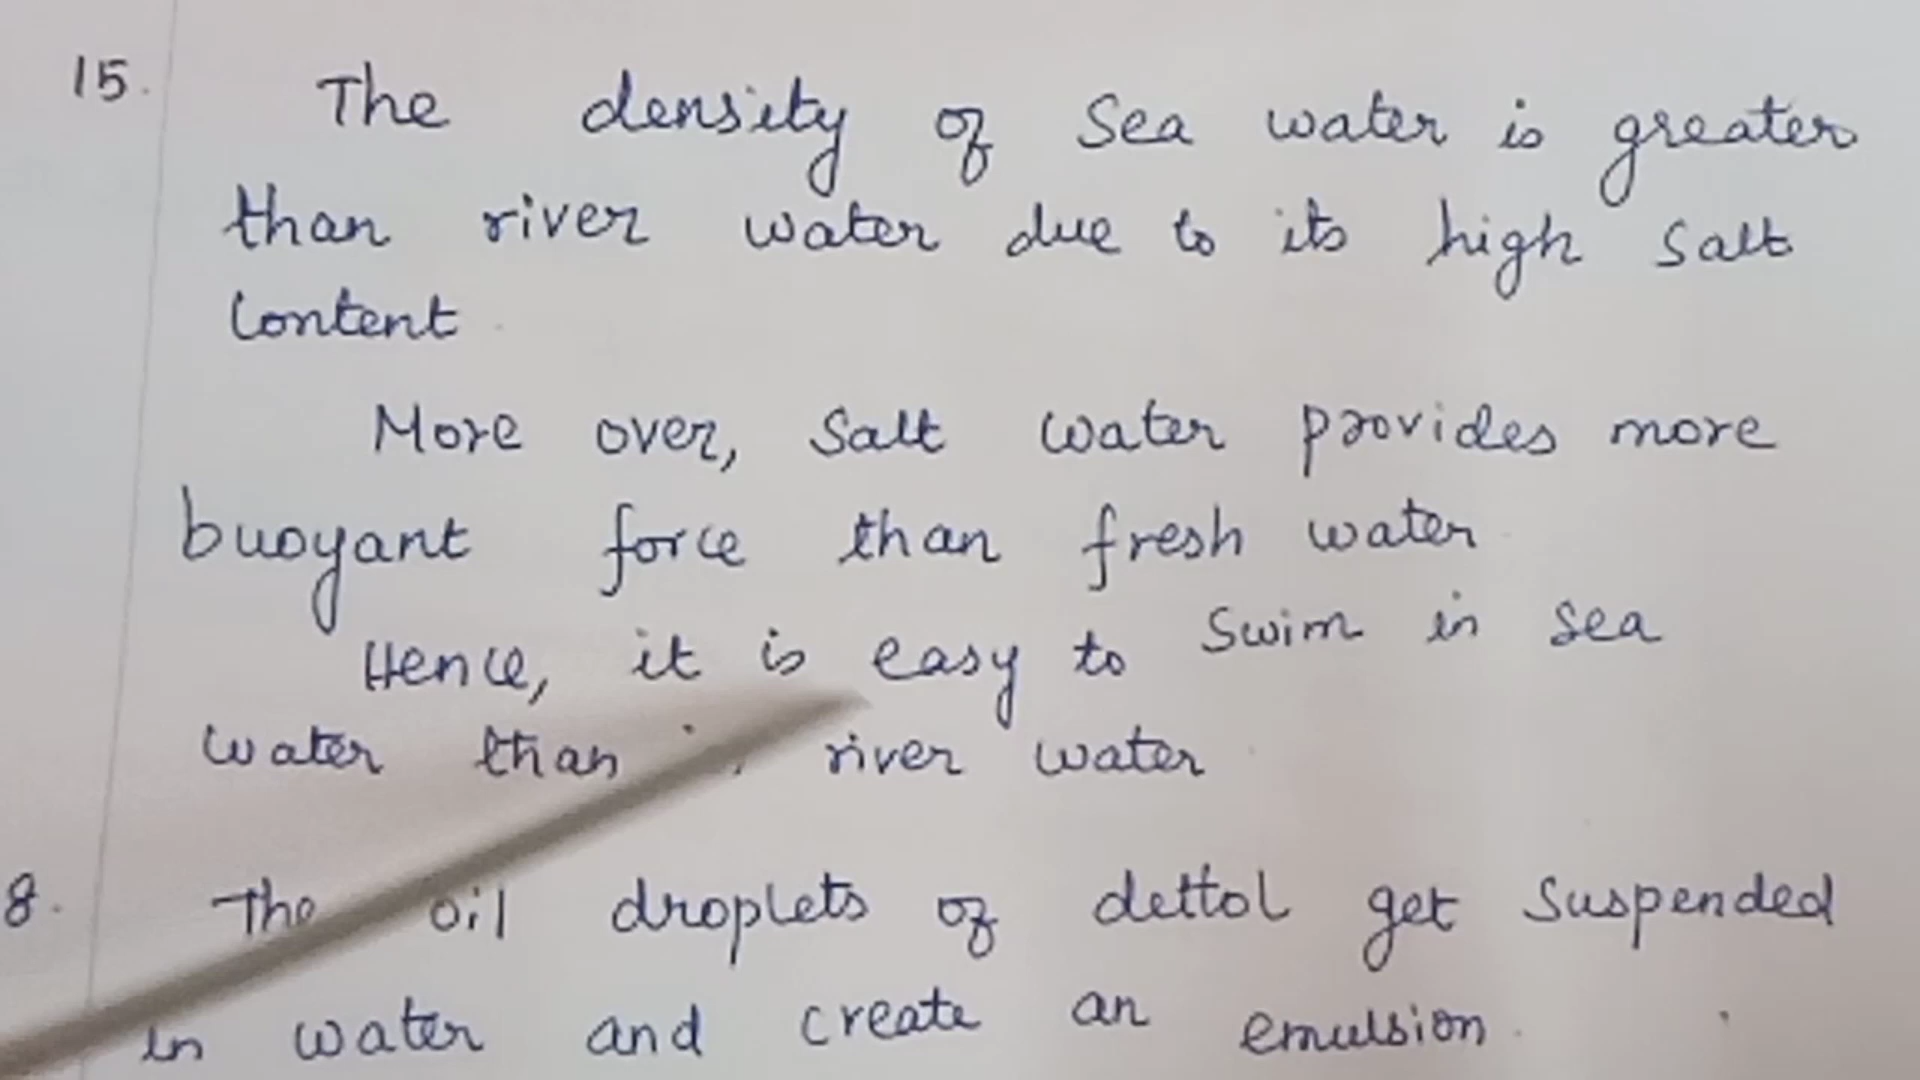 15. The density of Sea water is greater
than river water due to its high Salt
Content
More over, Salt water provides more
buoyant force than fresh water
Hence, it is easy to Swim in sea
water than river water
8. The oil droplets of dettol get Suspended
in water and create an emulsion.